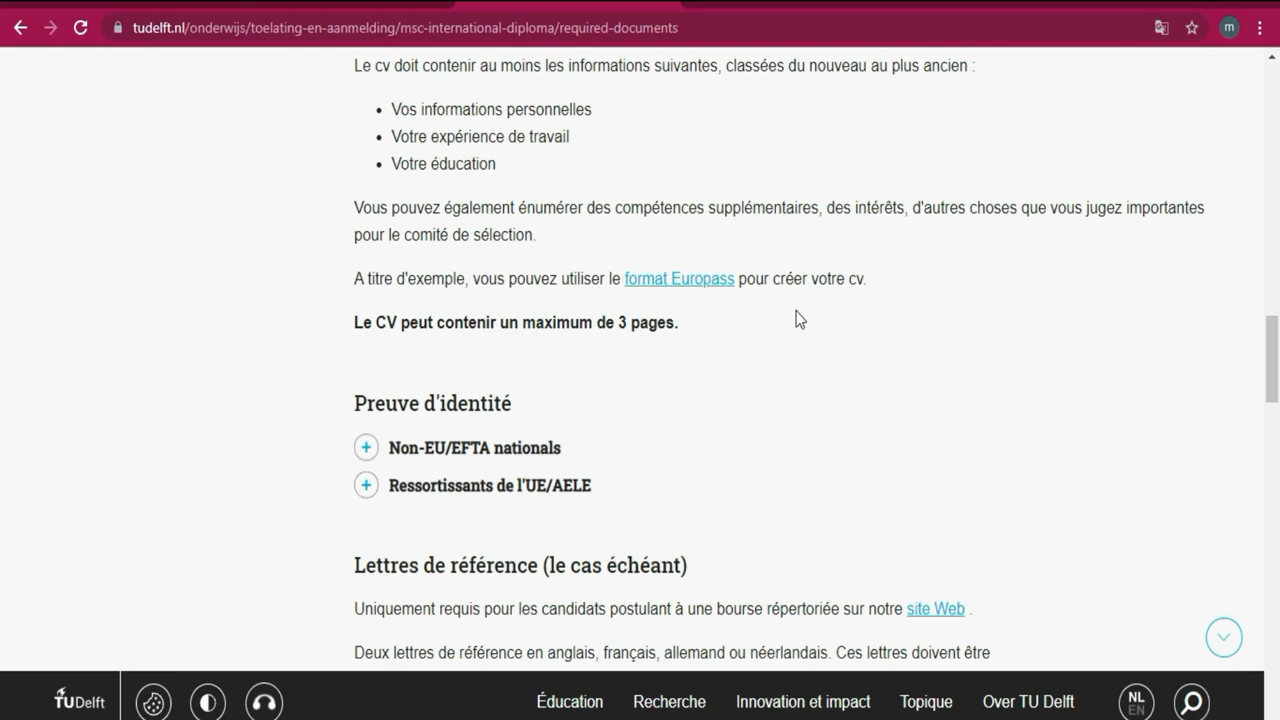 tudelft.nl/onderwijs/toelating-en-aanmelding/msc-international-diploma/required-documents
m
Le cv doit contenir au moins les informations suivantes, classées du nouveau au plus ancien :
• Vos informations personnelles
• Votre expérience de travail
• Votre éducation
Vous pouvez également énumérer des compétences supplémentaires, des intérêts, d'autres choses que vous jugez importantes
pour le comité de sélection.
A titre d'exemple, vous pouvez utiliser le format Europass pour créer votre cv.
Le CV peut contenir un maximum de 3 pages.
Preuve d'identité
+ Non-EU/EFTA nationals
+ Ressortissants de l'UE/AELE
Lettres de référence (le cas échéant)
Uniquement requis pour les candidats postulant à une bourse répertoriée sur notre site Web .
Deux lettres de référence en anglais, français, allemand ou néerlandais. Ces lettres doivent être
TU Delft
Éducation Recherche Innovation et impact Topique Over TU Delft
NL
EN